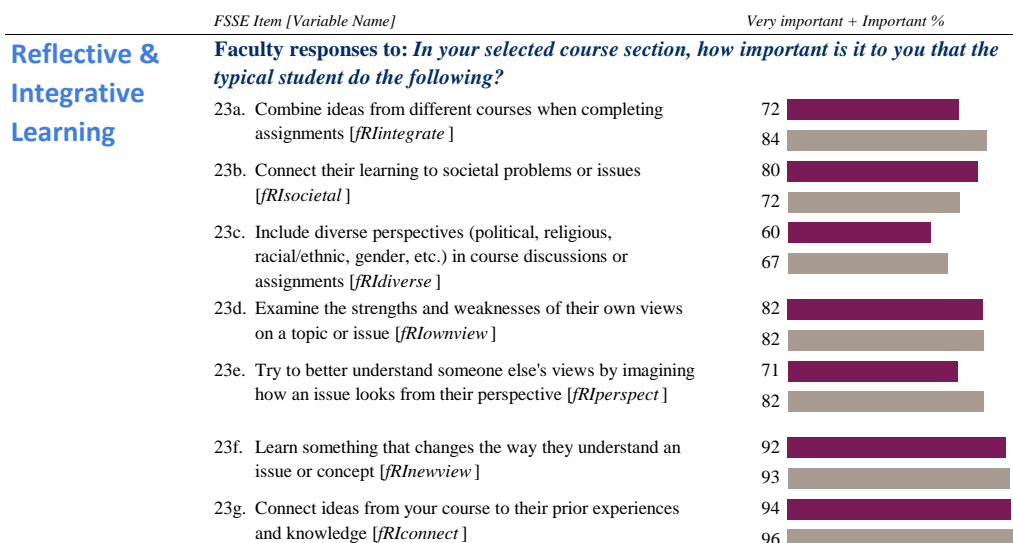 FSSE Item [Variable Name] Very important + Important %
Reflective & Integrative Learning
Faculty responses to: In your selected course section, how important is it to you that the
typical student do the following?
23a. Combine ideas from different courses when completing 72
assignments [fRIintegrate ] 84
23b. Connect their learning to societal problems or issues 80
[fRIsocietal ] 72
23c. Include diverse perspectives (political, religious, 60
racial/ethnic, gender, etc.) in course discussions or 67
assignments [fRIdiverse ]
23d. Examine the strengths and weaknesses of their own views 82
on a topic or issue [fRIownview ] 82
23e. Try to better understand someone else's views by imagining 71
how an issue looks from their perspective [fRIperspect ] 82
23f. Learn something that changes the way they understand an 92
issue or concept [fRInewview ] 93
23g. Connect ideas from your course to their prior experiences 94
and knowledge [fRIconnect ] 96